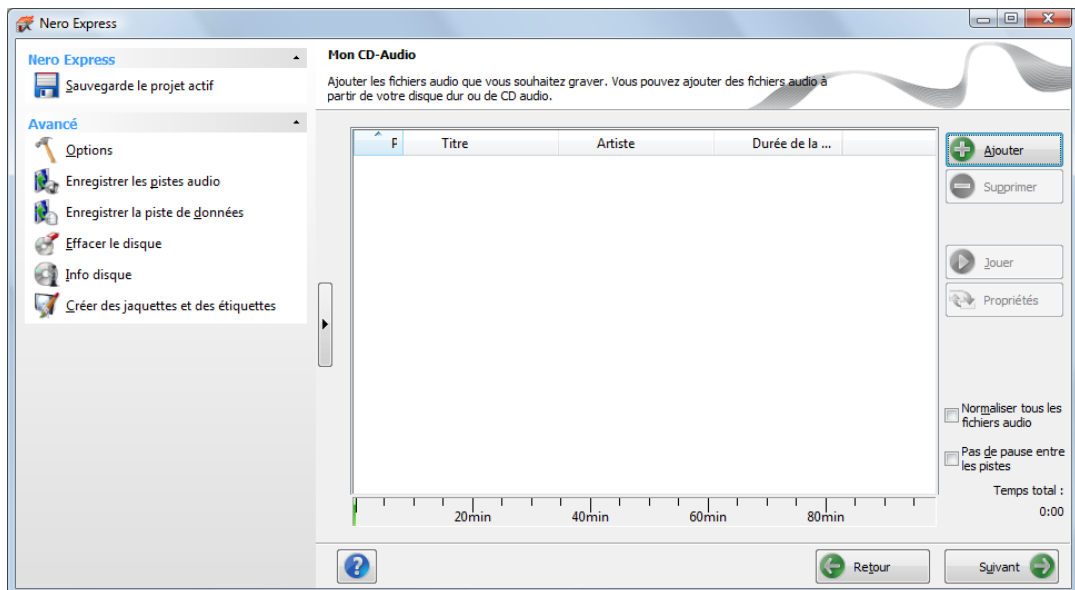 Nero Express
Nero Express
Sauvegarde le projet actif
Avancé
Options
Enregistrer les pistes audio
Enregistrer la piste de données
Effacer le disque
Info disque
Créer des jaquettes et des étiquettes
Mon CD-Audio
Ajouter les fichiers audio que vous souhaitez graver. Vous pouvez ajouter des fichiers audio à
partir de votre disque dur ou de CD audio.
P Titre Artiste Durée de la ...
Ajouter
Supprimer
Jouer
Propriétés
Normaliser tous les
fichiers audio
Pas de pause entre
les pistes
Temps total :
0:00
20min 40min 60min 80min
Retour
Suivant